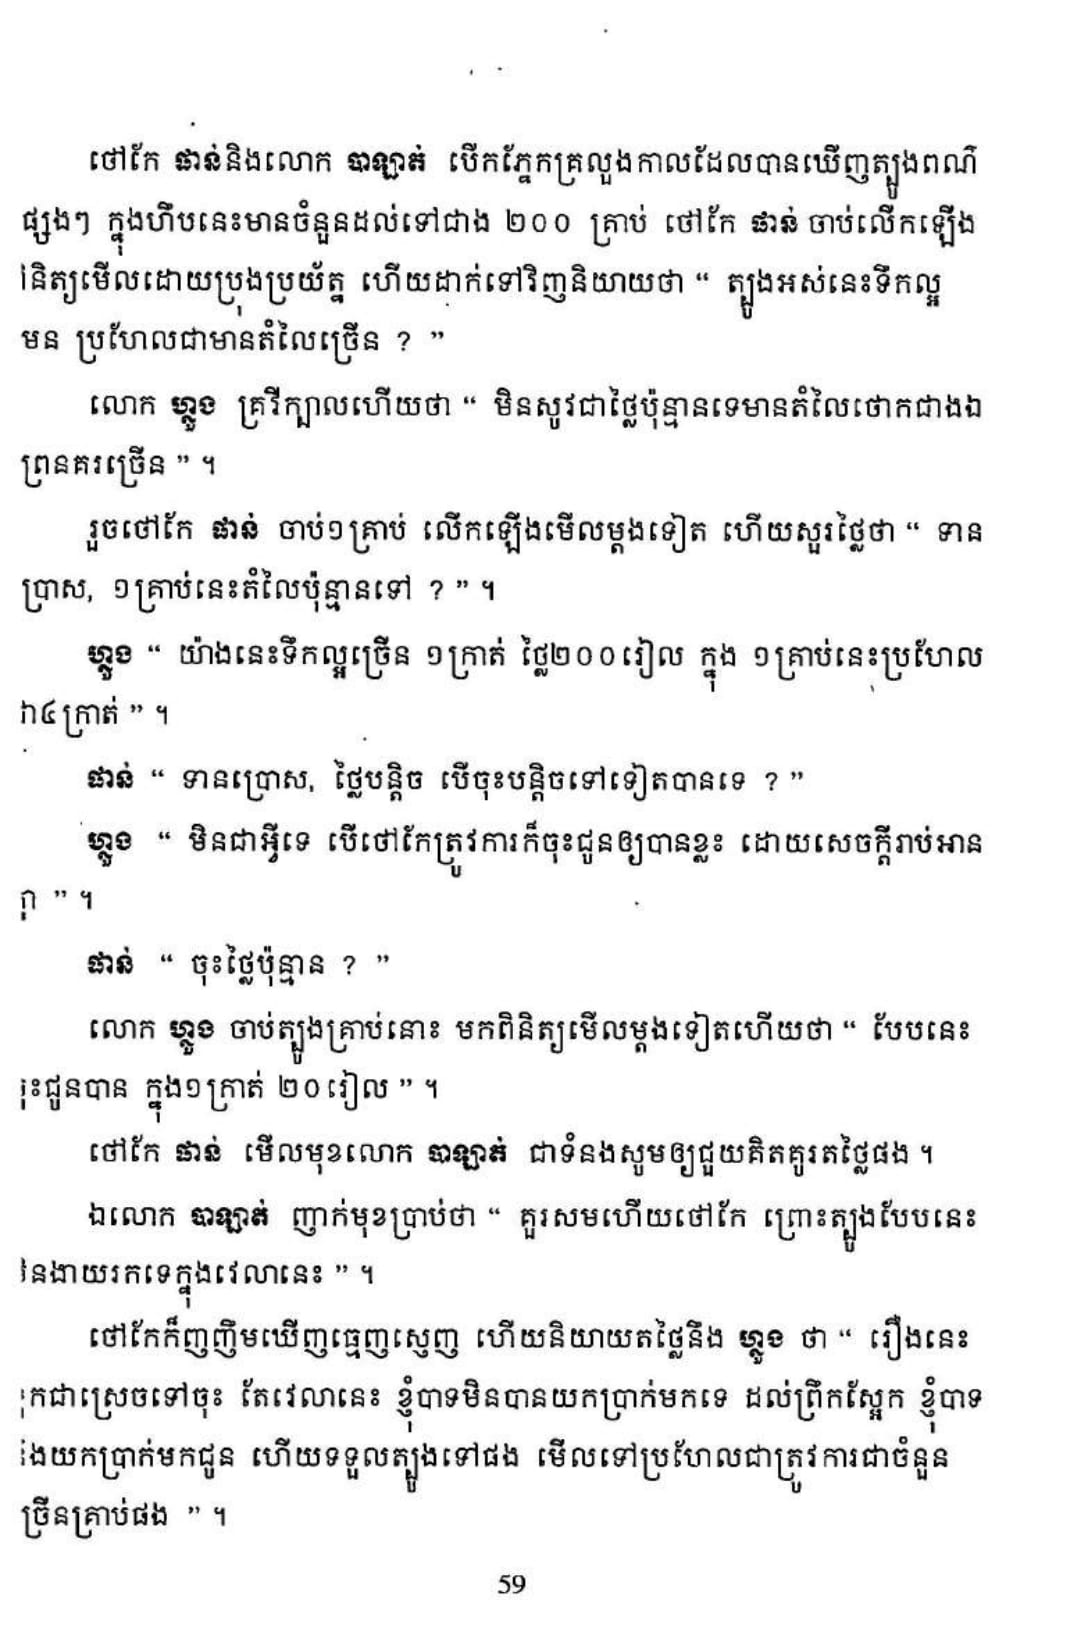 ថៅកែ ផាន់និងលោក បាឡាត់ បើកភ្នែកគ្រលួងកាលដែលបានឃើញត្បូងពណ៌
ផ្សងៗ ក្នុងហឹបនេះមានចំនួនដល់ទៅជាង ២០០ គ្រាប់ ថៅកែ ផាន់ ចាប់លើកឡើង
និត្យមើលដោយប្រុងប្រយ័ត្ន ហើយដាក់ទៅវិញនិយាយថា “ ត្បូងអស់នេះទឹកល្អ
មន ប្រហែលជាមានតំលៃច្រើន ? ”
លោក ហ្លួង គ្រវីក្បាលហើយថា “ មិនសូវជាថ្លៃប៉ុន្មានទេមានតំលៃថោកជាងឯ
ព្រនគរច្រើន ” ។
រួចថៅកែ ផាន់ ចាប់១គ្រាប់ លើកឡើងមើលម្ដងទៀត ហើយសួរថ្លៃថា “ ទាន
ប្រាស, ១គ្រាប់នេះតំលៃប៉ុន្មានទៅ ? ” ។
ហ្លួង “ យ៉ាងនេះទឹកល្អច្រើន ១ក្រាត់ ថ្លៃ២០០រៀល ក្នុង ១គ្រាប់នេះប្រហែល
៤ក្រាត់ ” ។
ផាន់ “ ទានប្រោស, ថ្លៃបន្តិច បើចុះបន្តិចទៅទៀតបានទេ ? ”
ហ្លួង “ មិនជាអ្វីទេ បើថៅកែត្រូវការក៏ចុះជូនឲ្យបានខ្លះ ដោយសេចក្ដីរាប់អាន
” ។
ផាន់ “ ចុះថ្លៃប៉ុន្មាន ? ”
លោក ហ្លួង ចាប់ត្បូងគ្រាប់នោះ មកពិនិត្យមើលម្ដងទៀតហើយថា “ បែបនេះ
ុះជូនបាន ក្នុង១ក្រាត់ ២០រៀល ” ។
ថៅកែ ផាន់ មើលមុខលោក បាឡាត់ ជាទំនងសូមឲ្យជួយគិតគូរតថ្លៃផង ។
ឯលោក បាឡាត់ ញាក់មុខប្រាប់ថា “ គួរសមហើយថៅកែ ព្រោះត្បូងបែបនេះ
នងាយរកទេក្នុងវេលានេះ ” ។
ថៅកែក៏ញញឹមឃើញធ្មេញស្ងេញ ហើយនិយាយតថ្លៃនឹង ហ្លួង ថា “ រឿងនេះ
ុកជាស្រេចទៅចុះ តែវេលានេះ ខ្ញុំបាទមិនបានយកប្រាក់មកទេ ដល់ព្រឹកស្អែក ខ្ញុំបាទ
ងយកប្រាក់មកជូន ហើយទទួលត្បូងទៅផង មើលទៅប្រហែលជាត្រូវការជាចំនួន
ច្រីនគ្រាប់ផង ” ។
59